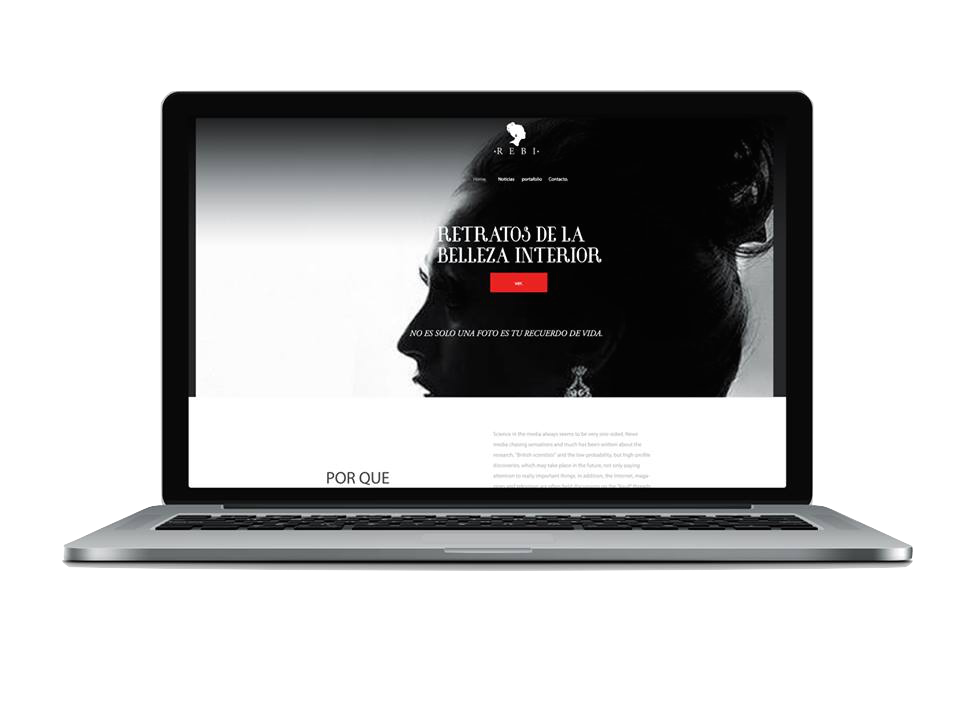 ·REBI·
Home. Noticias portafolio Contacto.
RETRATOS DE LA
BELLEZA INTERIOR
ver.
NO ES SOLO UNA FOTO ES TU RECUERDO DE VIDA.
Science in the media always seems to be very one-sided. News
media chasing sensations and much has been written about the
research, "British scientists" and the low-probability, but high-profile
discoveries, which may take place in the future, not only paying
attention to really important things. In addition, the Internet, maga-
POR QUE